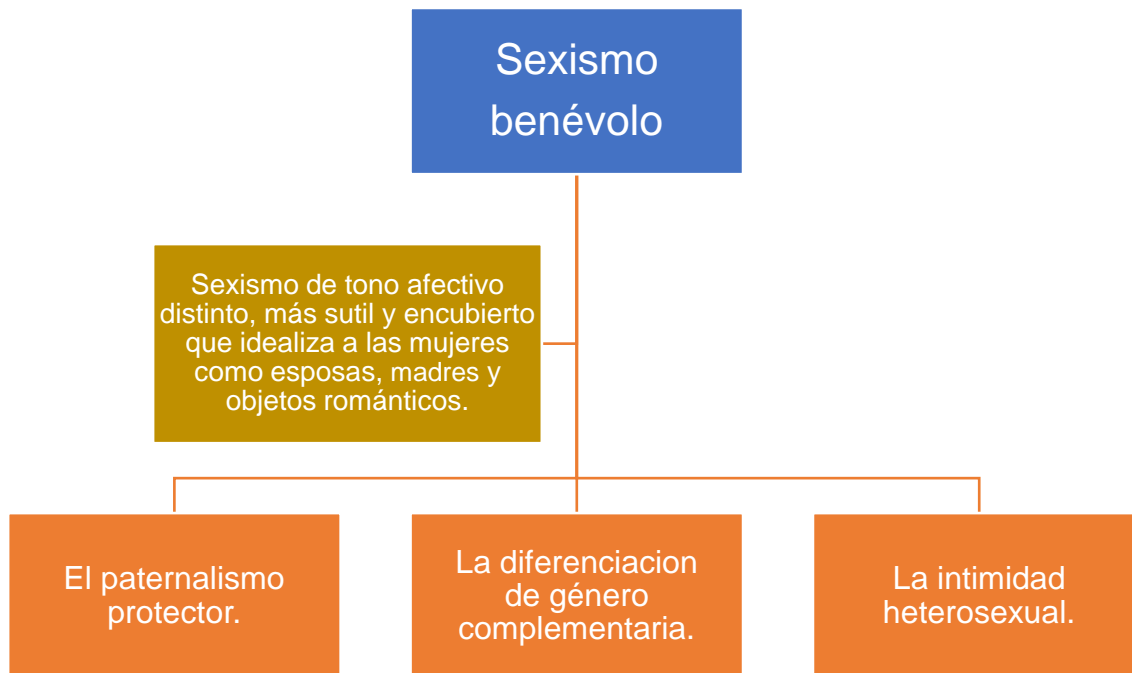 Sexismo
benévolo
Sexismo de tono afectivo
distinto, más sutil y encubierto
que idealiza a las mujeres
como esposas, madres y
objetos románticos.
El paternalismo
protector.
La diferenciacion
de género
complementaria.
La intimidad
heterosexual.